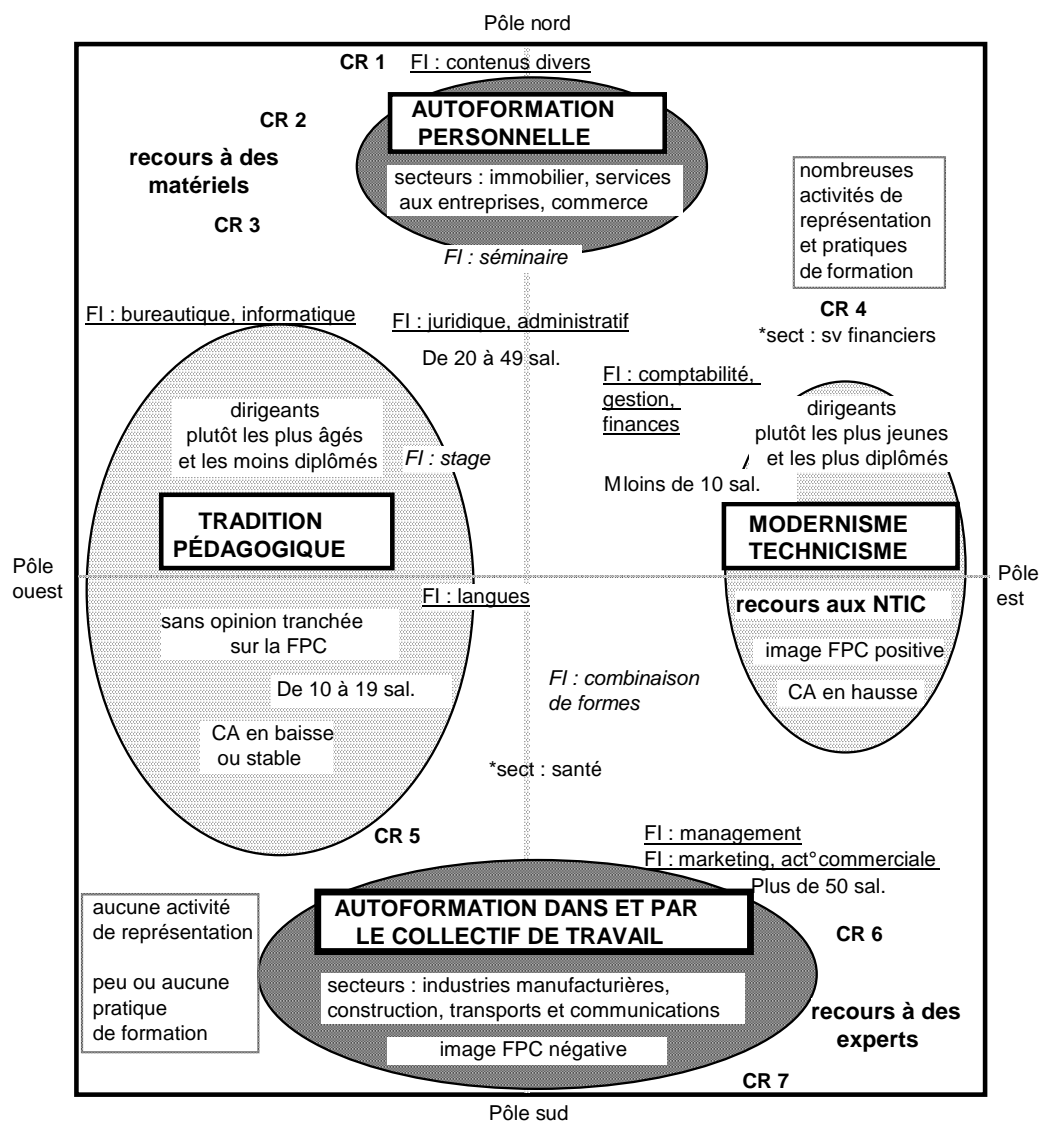 Pôle nord
CR 1
FI : contenus divers
AUTOFORMATION
PERSONNELLE
CR 2
recours à des
matériels
CR 3
secteurs : immobilier, services
aux entreprises, commerce
FI : séminaire
nombreuses
activités de
représentation
et pratiques
de formation
CR 4
*sect : sv financiers
FI : bureautique, informatique
FI : juridique, administratif
De 20 à 49 sal.
FI : comptabilité,
gestion,
finances
dirigeants
plutôt les plus âgés
et les moins diplômés
FI : stage
dirigeants
plutôt les plus jeunes
et les plus diplômés
Mloins de 10 sal.
TRADITION
PÉDAGOGIQUE
MODERNISME
TECHNICISME
Pôle
ouest
Pôle
est
FI : langues
recours aux NTIC
sans opinion tranchée
sur la FPC
image FPC positive
De 10 à 19 sal.
FI : combinaison
de formes
CA en hausse
CA en baisse
ou stable
*sect : santé
CR 5
FI : management
FI : marketing, act° commerciale
Plus de 50 sal.
aucune activité
de représentation
peu ou aucune
pratique
de formation
AUTOFORMATION DANS ET PAR
LE COLLECTIF DE TRAVAIL
CR 6
secteurs : industries manufacturières,
construction, transports et communications
recours à des
experts
image FPC négative
CR 7
Pôle sud